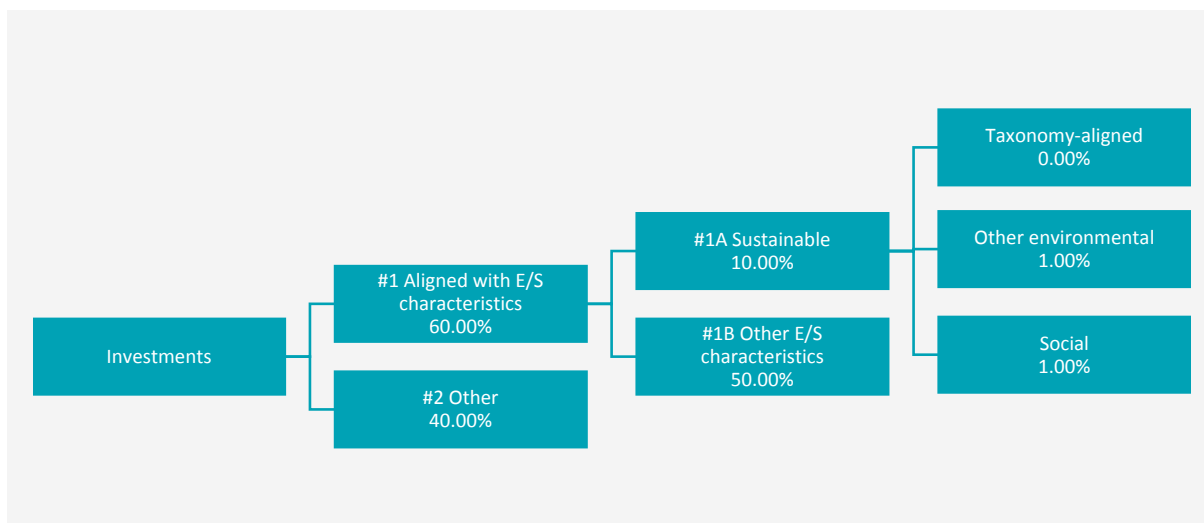 Investments
#1 Aligned with E/S
characteristics
60.00%
#2 Other
40.00%
#1A Sustainable
10.00%
#1B Other E/S
characteristics
50.00%
Taxonomy-aligned
0.00%
Other environmental
1.00%
Social
1.00%